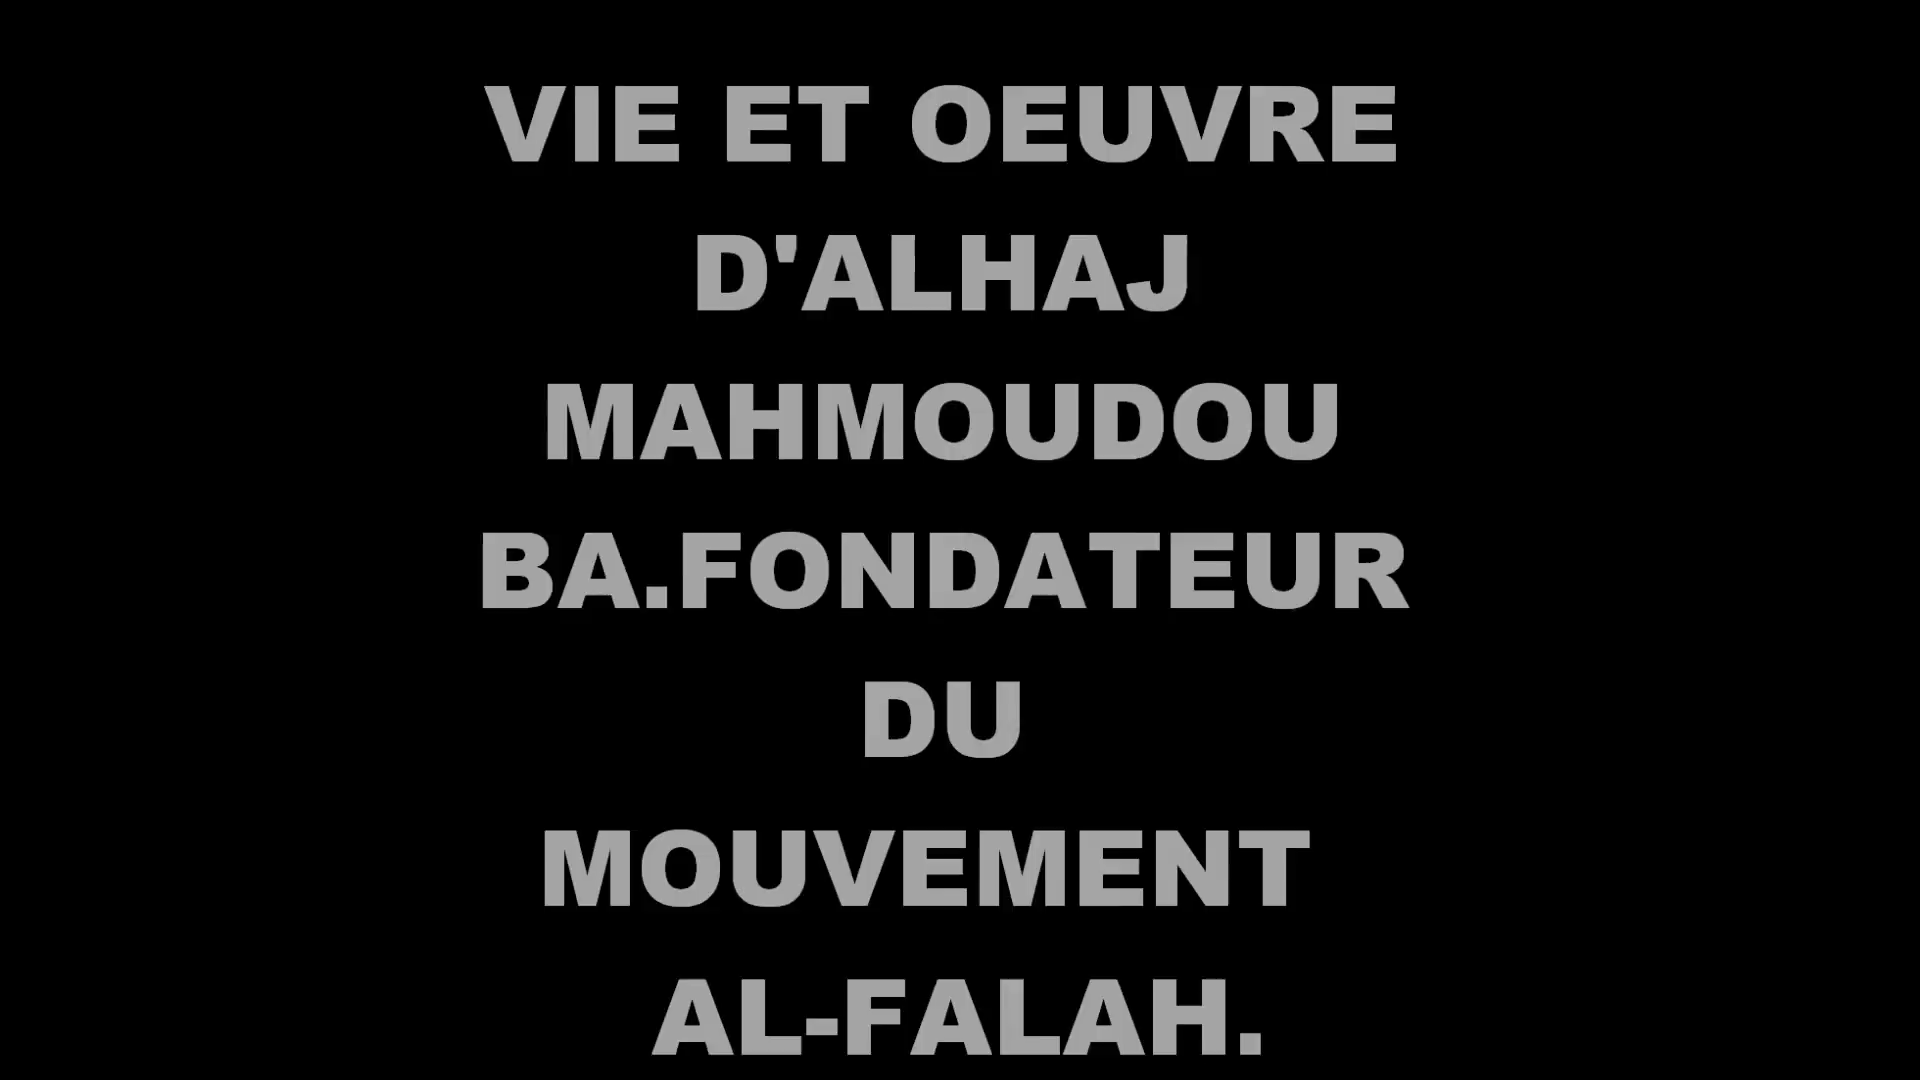 VIE ET OEUVRE
D'ALHAJ
MAHMOUDOU
BA.FONDATEUR
DU
MOUVEMENT
AL-FALAH.